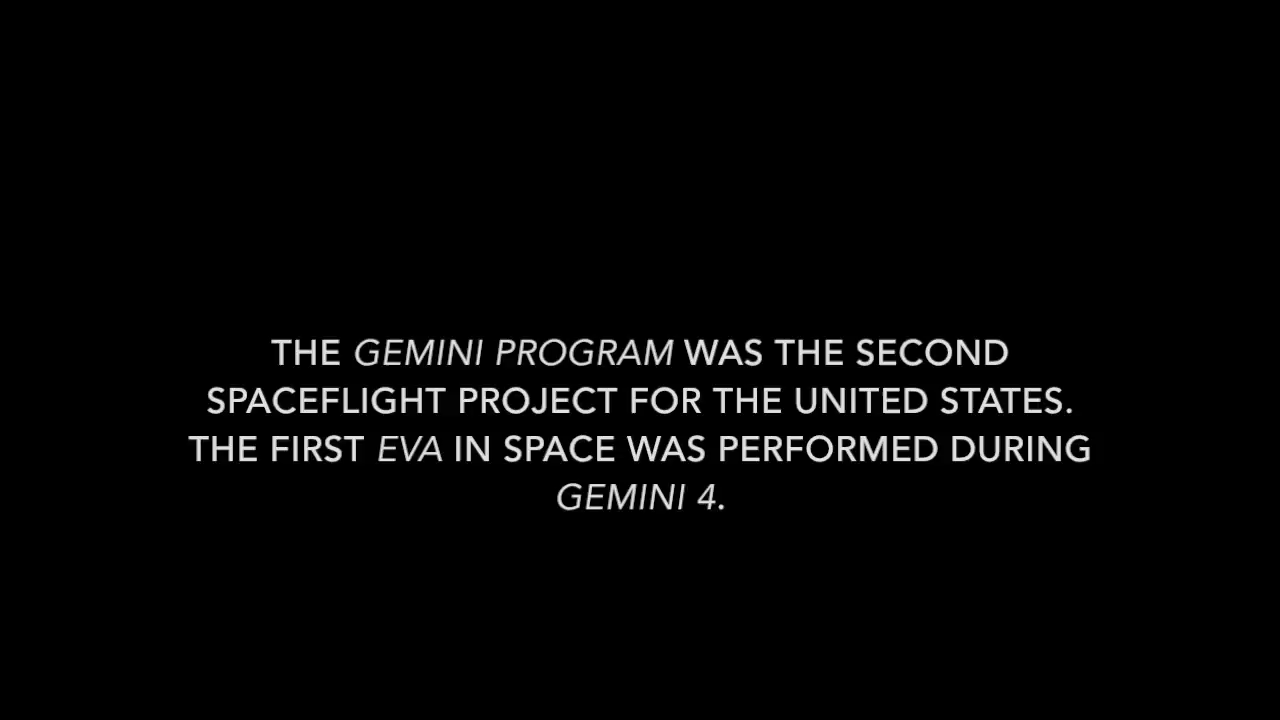 THE GEMINI PROGRAM WAS THE SECOND
SPACEFLIGHT PROJECT FOR THE UNITED STATES.
THE FIRST EVA IN SPACE WAS PERFORMED DURING
GEMINI 4.